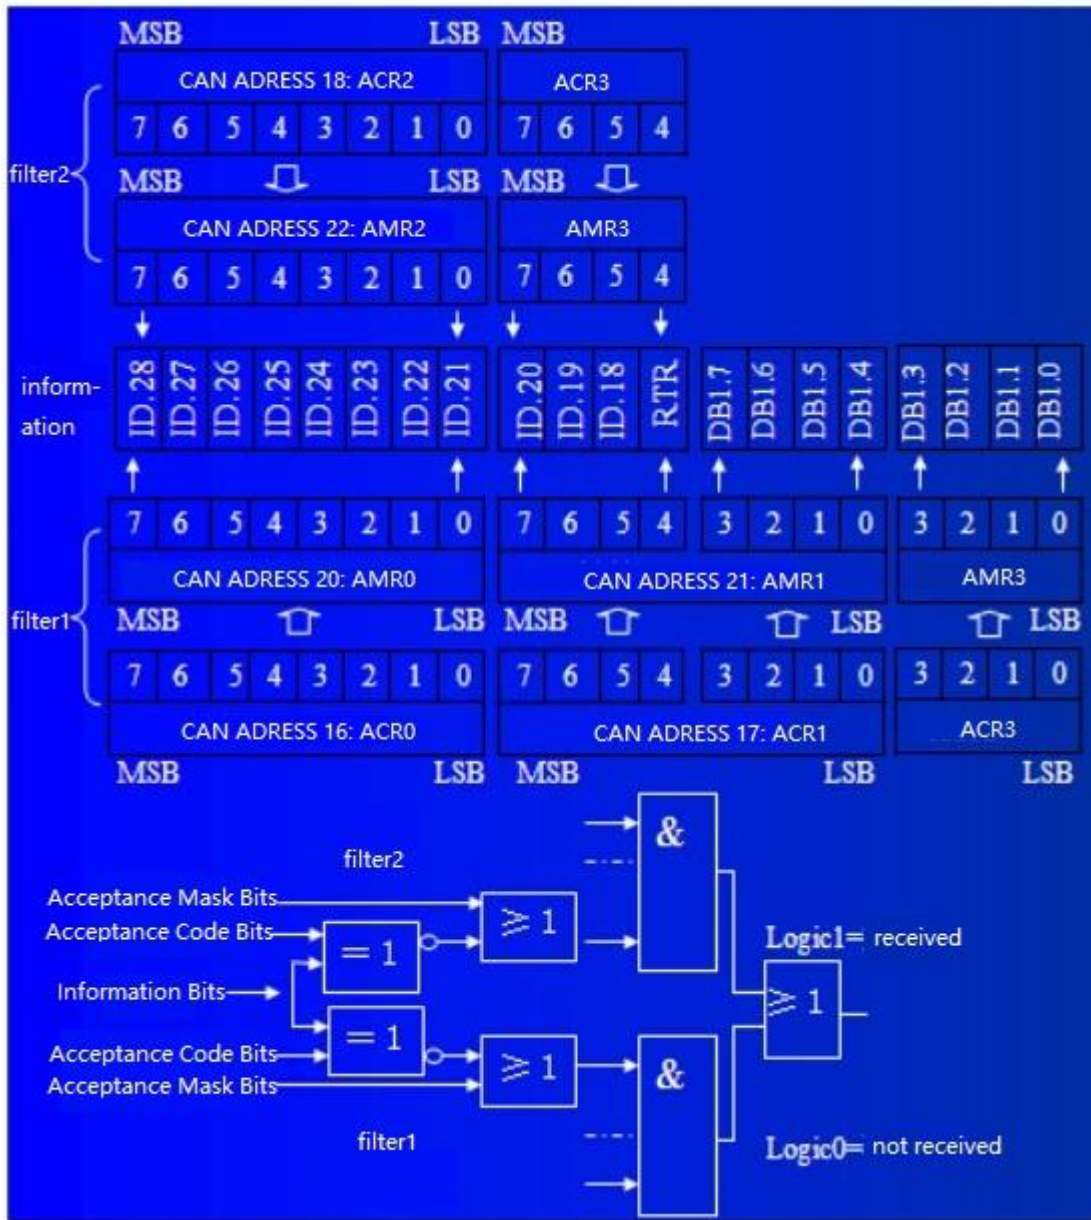 MSB LSB MSB
CAN ADRESS 18: ACR2 ACR3
7 6 5 4 3 2 1 0 7 6 5 4
filter2
MSB LSB MSB
CAN ADRESS 22: AMR2 AMR3
7 6 5 4 3 2 1 0 7 6 5 4
inform-
ation
ID.28 ID.27 ID.26 ID.25 ID.24 ID.23 ID.22 ID.21 ID.20 ID.19 ID.18 RTR DB1.7 DB1.6 DB1.5 DB1.4 DB1.3 DB1.2 DB1.1 DB1.0
7 6 5 4 3 2 1 0 7 6 5 4 3 2 1 0 3 2 1 0
CAN ADRESS 20: AMR0 CAN ADRESS 21: AMR1 AMR3
filter1
MSB LSB MSB LSB LSB
7 6 5 4 3 2 1 0 7 6 5 4 3 2 1 0 3 2 1 0
CAN ADRESS 16: ACR0 CAN ADRESS 17: ACR1 ACR3
MSB LSB MSB LSB LSB
&
filter2
Acceptance Mask Bits
≥ 1
Acceptance Code Bits
= 1
Logic1= received
Information Bits
≥ 1
= 1
Acceptance Code Bits
≥ 1
&
Acceptance Mask Bits
filter1
Logic0= not received